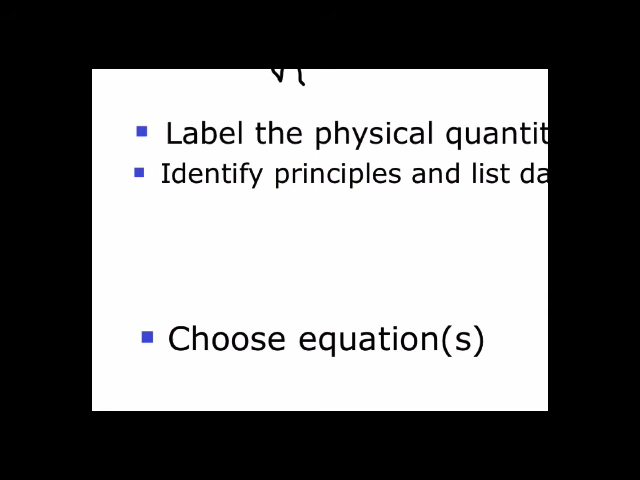 Label the physical quantit
Identify principles and list da
Choose equation(s)